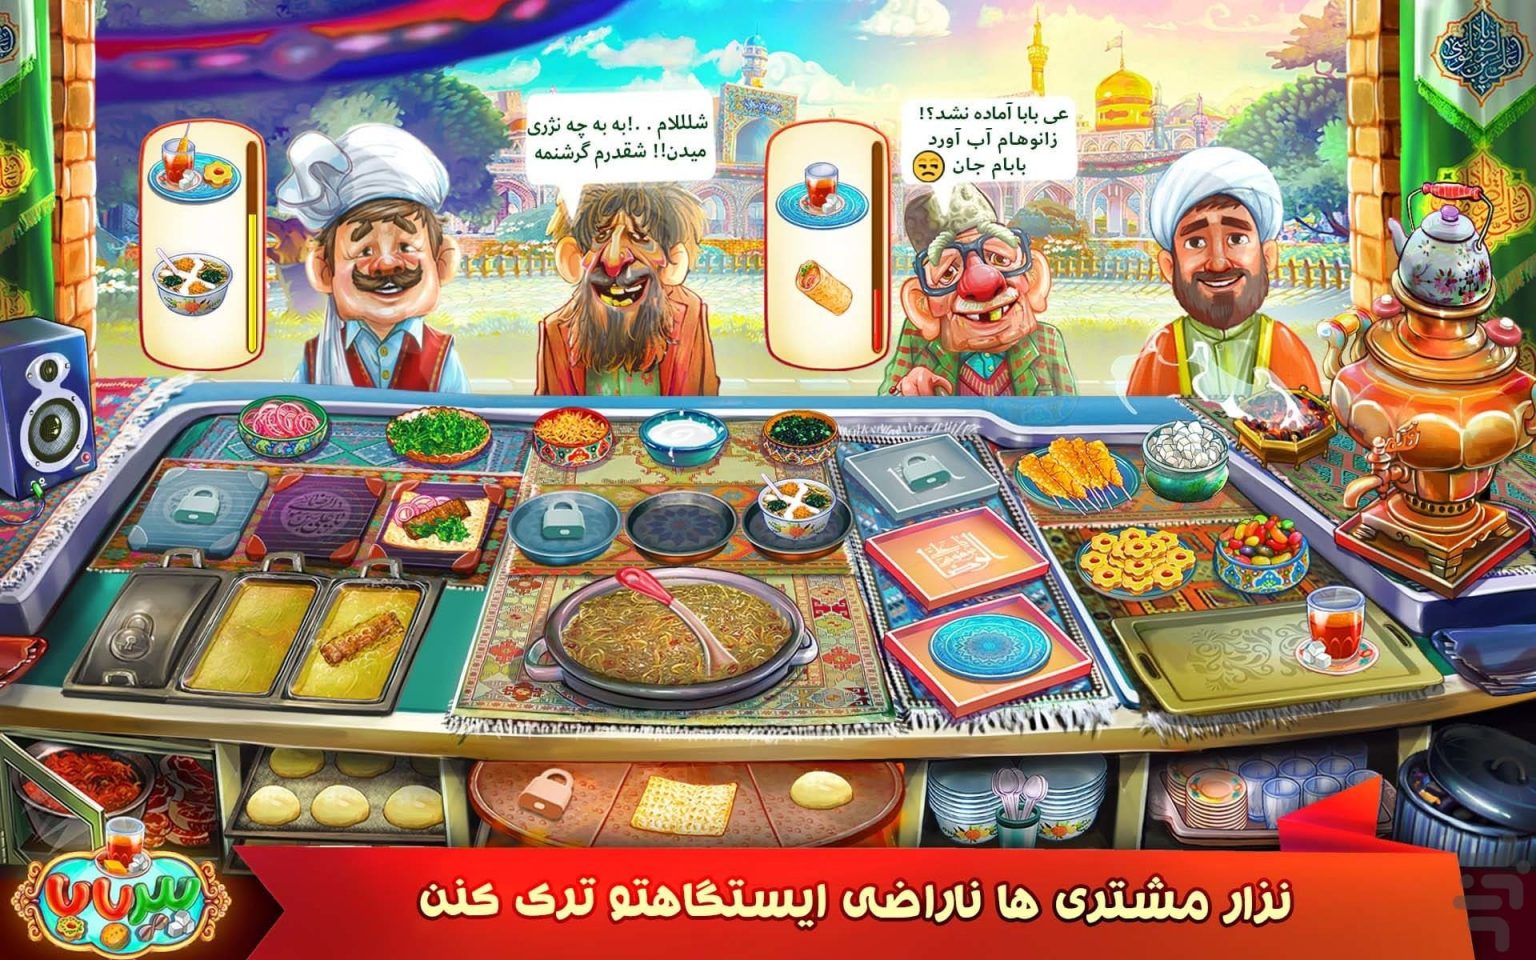 شلللام . .!به به چه نژری
میدن!! شقدرم گرشنمه
عی بابا آماده نشد؟!
زانوهام آب آورد
بابام جان
سربابا
نزار مشتری ها ناراضی ایستگاهتو ترک کنن